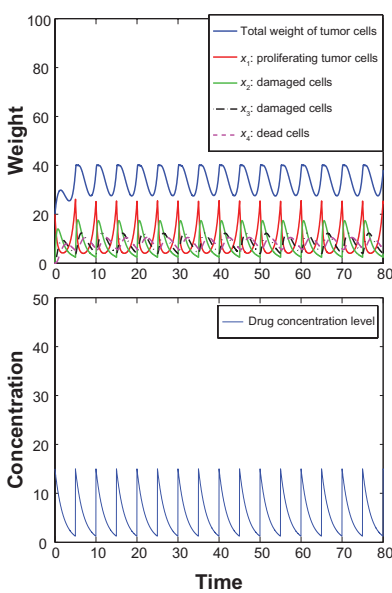 100
80
60
40
20
0
Weight
Total weight of tumor cells
x₁: proliferating tumor cells
x₂: damaged cells
x₃: damaged cells
x₄: dead cells
0 10 20 30 40 50 60 70 80
50
40
30
20
10
0
Concentration
Drug concentration level
0 10 20 30 40 50 60 70 80
Time